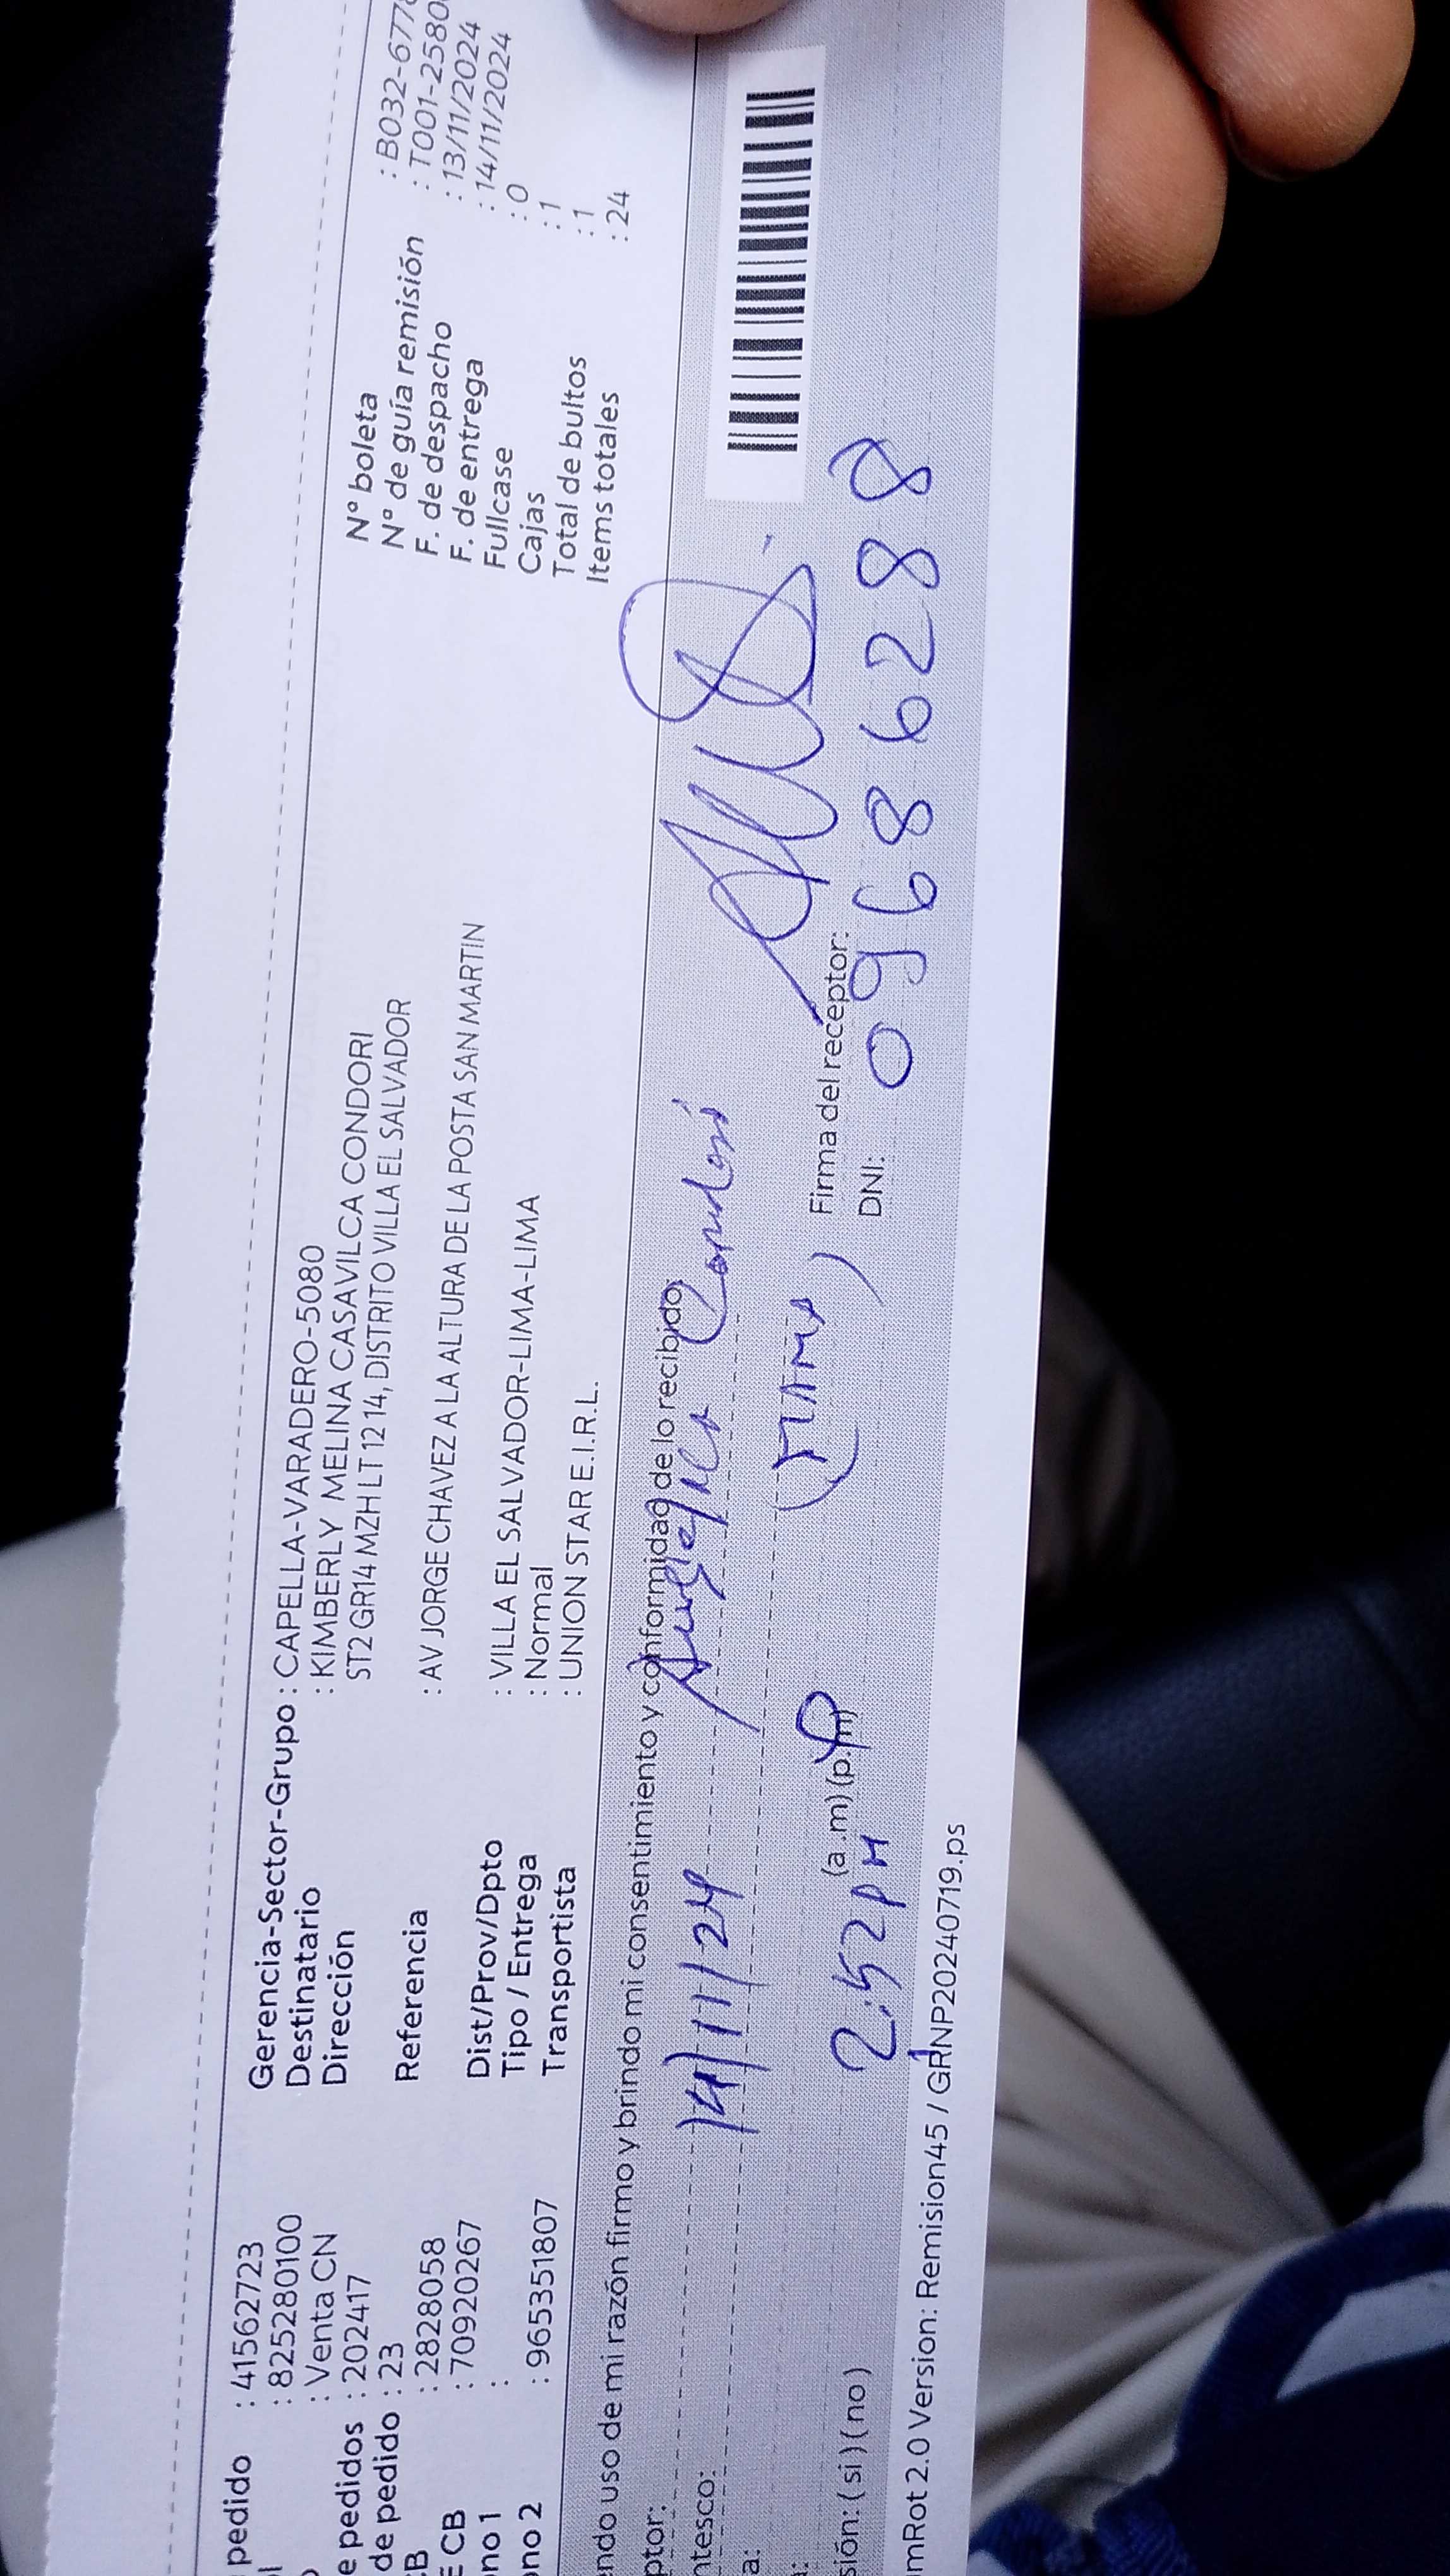 pedido : 41562723
: 825280100
: Venta CN
e pedidos : 202417
de pedido : 23
: 2828058
E CB : 70920267
no 1 :
no 2 : 965351807
Gerencia-Sector-Grupo : CAPELLA-VARADERO-5080
Destinatario : KIMBERLY MELINA CASAVILCA CONDORI
Dirección ST2 GR14 MZH LT 12 14, DISTRITO VILLA EL SALVADOR
Referencia : AV JORGE CHAVEZ A LA ALTURA DE LA POSTA SAN MARTIN
Dist/Prov/Dpto : VILLA EL SALVADOR-LIMA-LIMA
Tipo / Entrega : Normal
Transportista : UNION STAR E.I.R.L.
N° boleta : B032-677
N° de guía remisión : T001-2580
F. de despacho : 13/11/2024
F. de entrega : 14/11/2024
Fullcase : 0
Cajas : 1
Total de bultos : 1
Items totales : 24
ndo uso de mi razón firmo y brindo mi consentimiento y conformidad de lo recibido
ptor: 14/11/24 Condori
ntesco: (mama)
a: 2:52 PM (a.m) (p.m)
Firma del receptor:
DNI: 09686288
sión: ( si ) ( no )
mRot 2.0 Version: Remision45 / GRNP20240719.ps